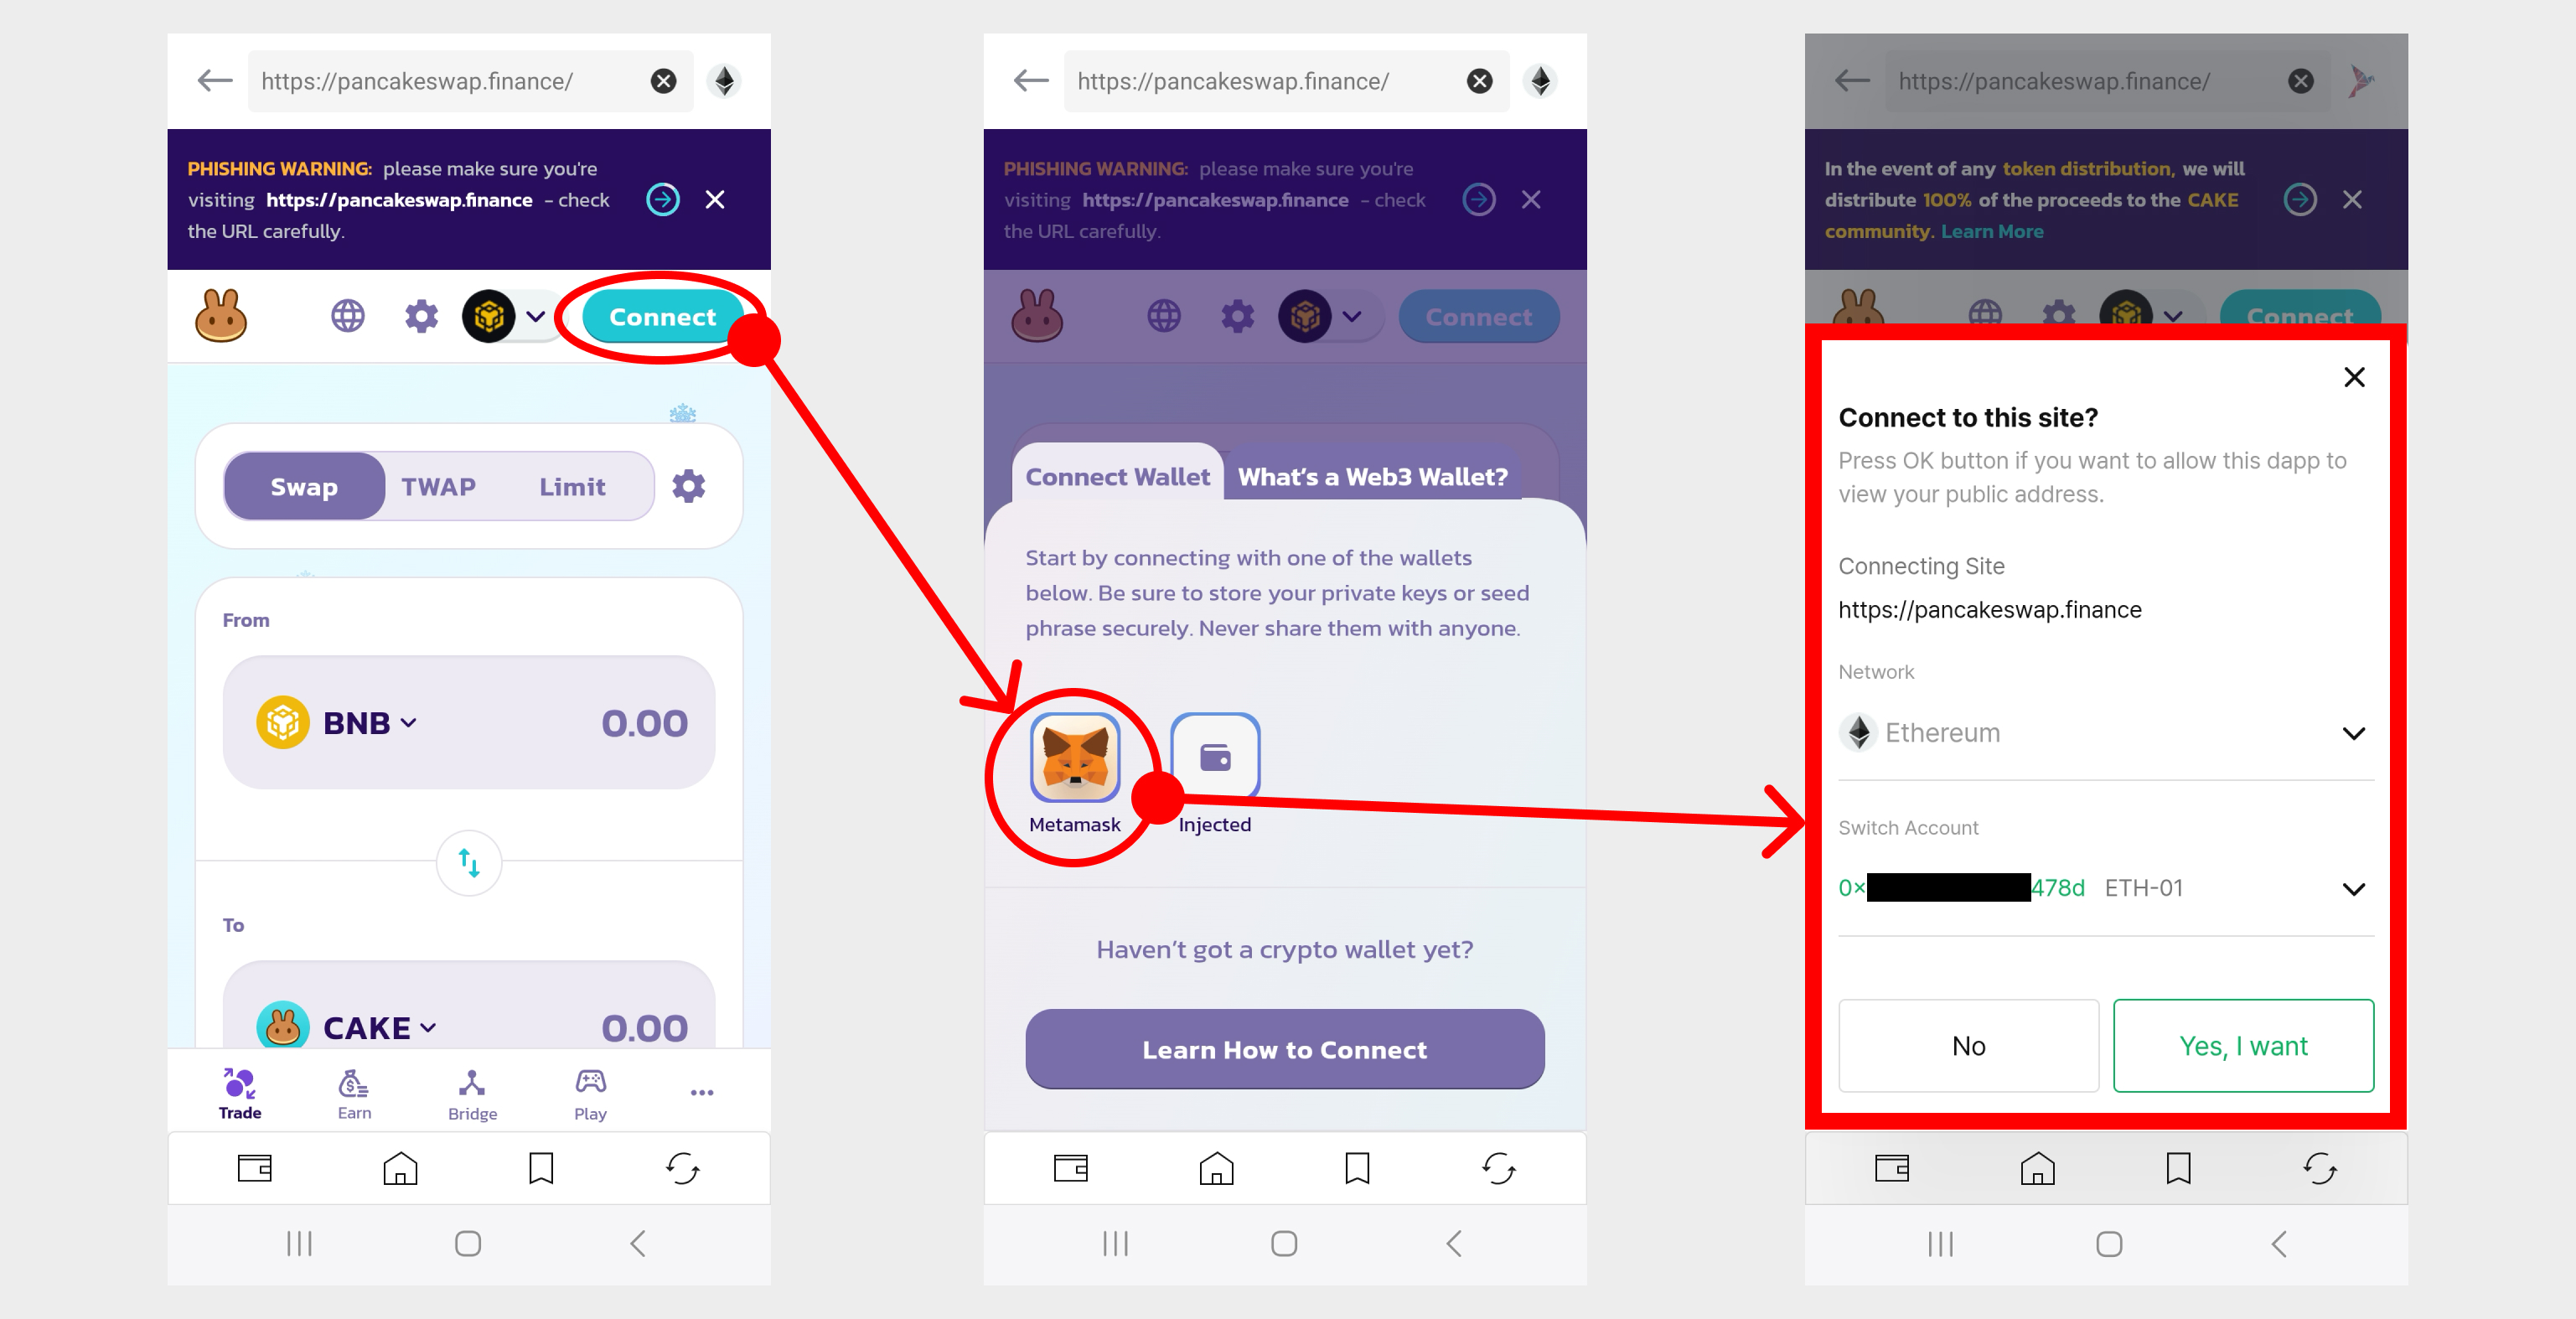 https://pancakeswap.finance/
PHISHING WARNING: please make sure you're
visiting https://pancakeswap.finance - check
the URL carefully.
Connect
Swap
TWAP
Limit
From
BNB
0.00
To
CAKE
0.00
Trade
Earn
Bridge
Play
https://pancakeswap.finance/
PHISHING WARNING: please make sure you're
visiting https://pancakeswap.finance - check
the URL carefully.
Connect
Connect Wallet
What's a Web3 Wallet?
Start by connecting with one of the wallets
below. Be sure to store your private keys or seed
phrase securely. Never share them with anyone.
Metamask
Injected
Haven't got a crypto wallet yet?
Learn How to Connect
https://pancakeswap.finance/
In the event of any token distribution, we will
distribute 100% of the proceeds to the CAKE
community. Learn More
Connect
Connect to this site?
Press OK button if you want to allow this dapp to
view your public address.
Connecting Site
https://pancakeswap.finance
Network
Ethereum
Switch Account
0x 478d ETH-01
No
Yes, I want